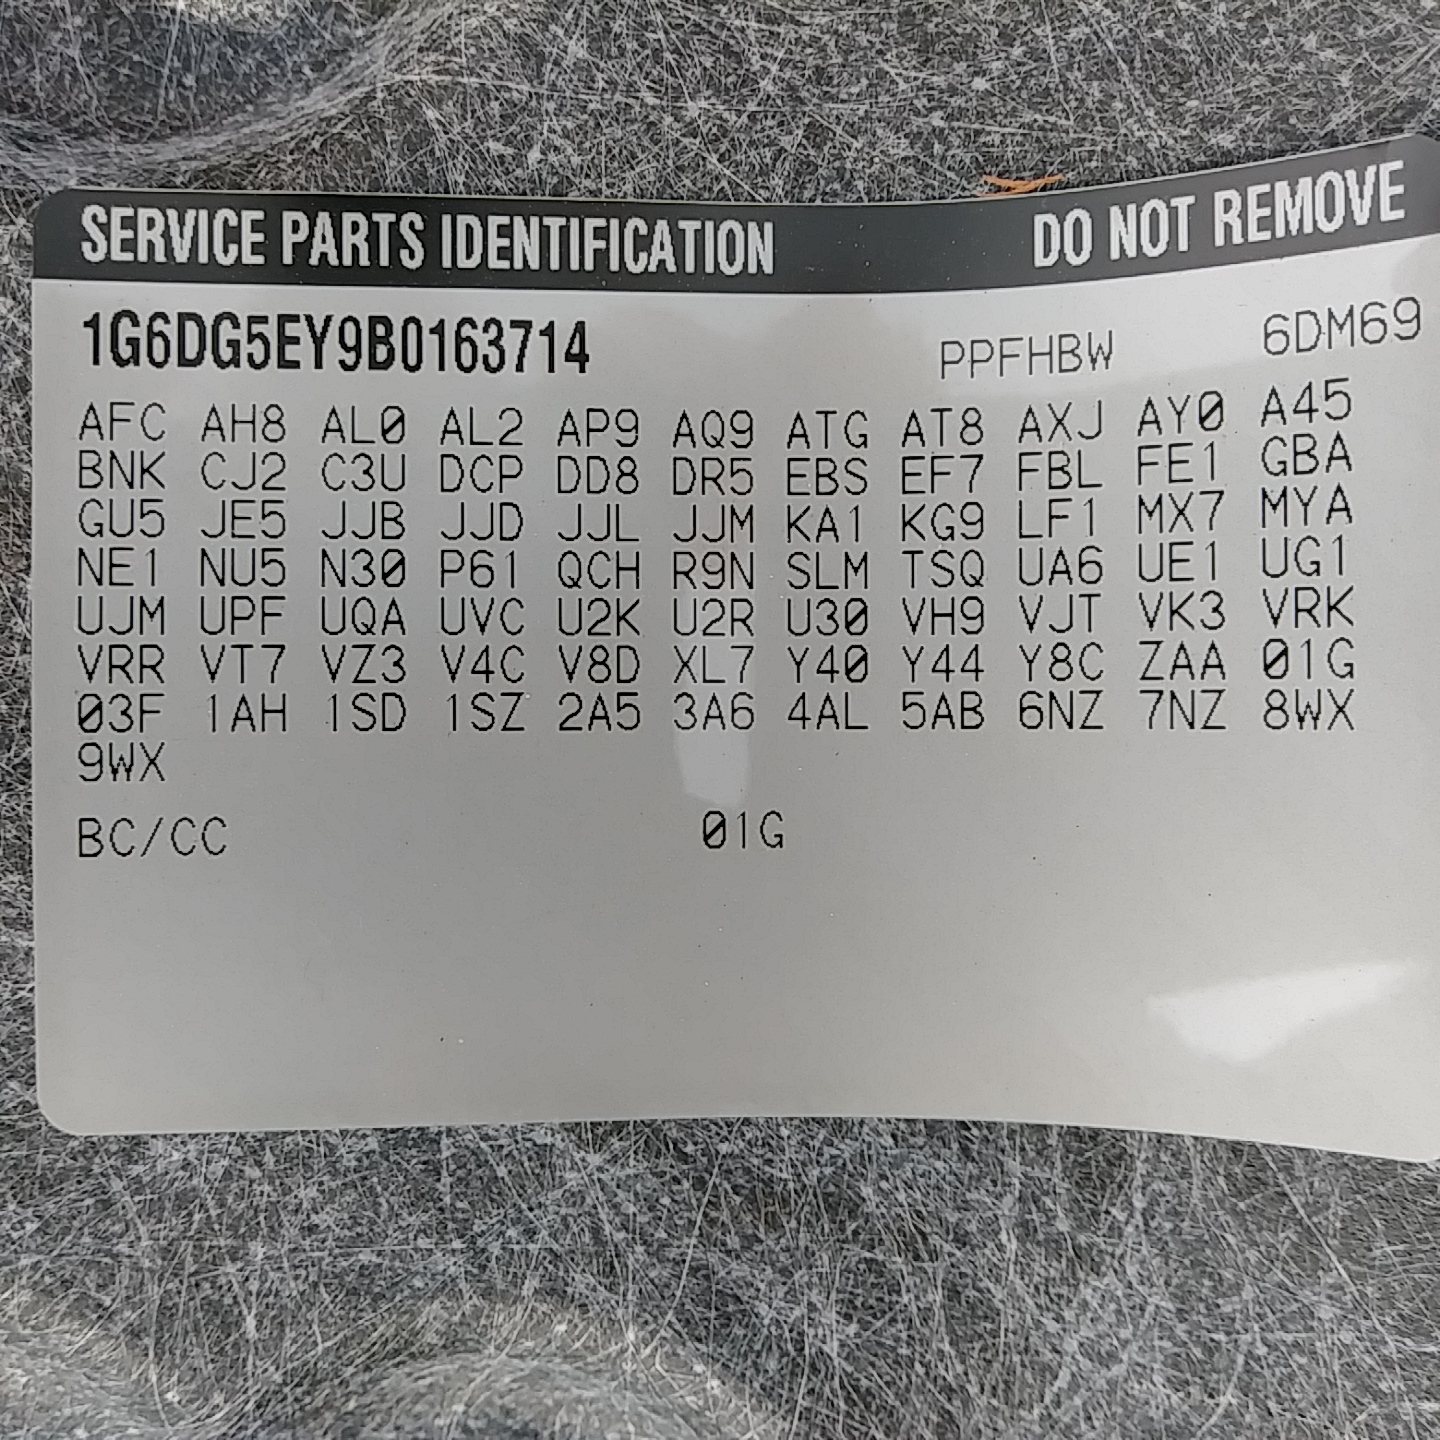 SERVICE PARTS IDENTIFICATION DO NOT REMOVE
1G6DG5EY9B0163714 PPFHBW 6DM69
AFC AH8 AL0 AL2 AP9 AQ9 ATG AT8 AXJ AY0 A45
BNK CJ2 C3U DCP DD8 DR5 EBS EF7 FBL FE1 GBA
GU5 JE5 JJB JJD JJL JJM KA1 KG9 LF1 MX7 MYA
NE1 NU5 N30 P61 QCH R9N SLM TSQ UA6 UE1 UG1
UJM UPF UQA UVC U2K U2R U30 VH9 VJT VK3 VRK
VRR VT7 VZ3 V4C V8D XL7 Y40 Y44 Y8C ZAA 01G
03F 1AH 1SD 1SZ 2A5 3A6 4AL 5AB 6NZ 7NZ 8WX
9WX
BC/CC 01G